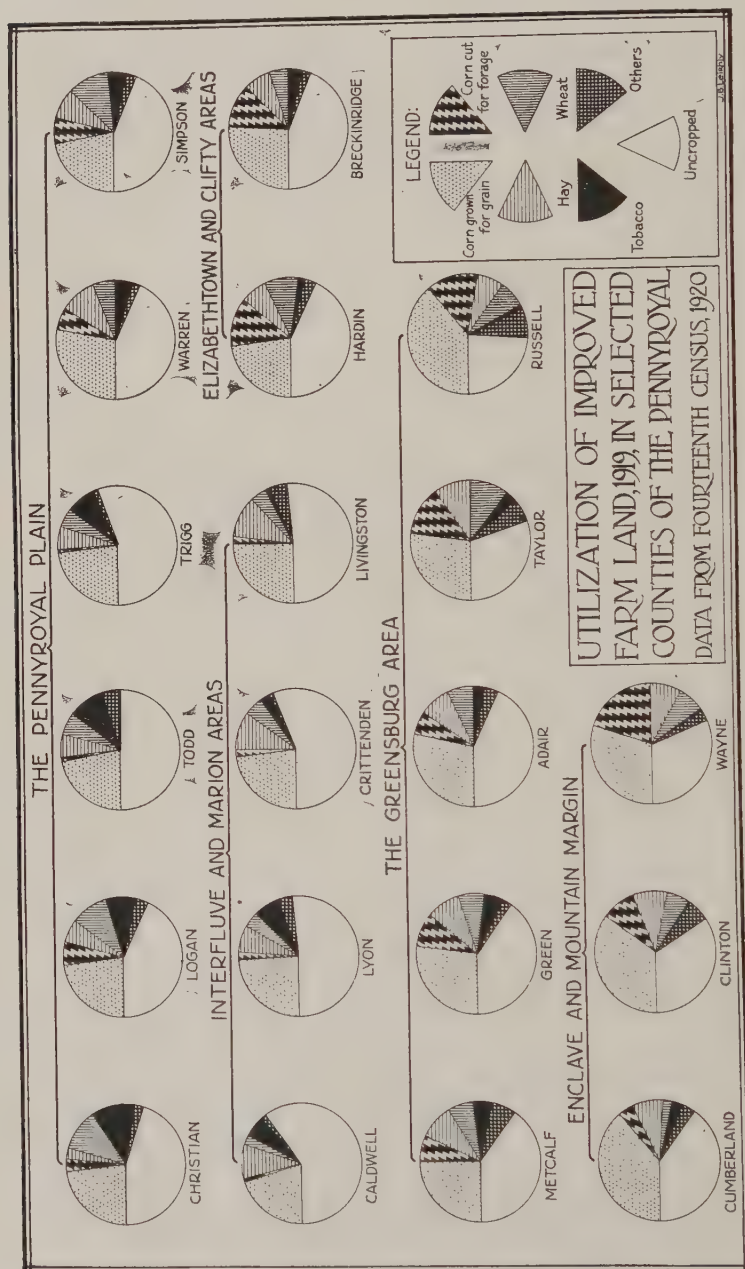 THE PENNYROYAL PLAIN
CHRISTIAN
LOGAN
TODD
TRIGG
WARREN
SIMPSON
INTERFLUVE AND MARION AREAS
CALDWELL
LYON
CRITTENDEN
LIVINGSTON
ELIZABETHTOWN AND CLIFTY AREAS
HARDIN
BRECKINRIDGE
THE GREENSBURG AREA
METCALF
GREEN
ADAIR
TAYLOR
RUSSELL
ENCLAVE AND MOUNTAIN MARGIN
CUMBERLAND
CLINTON
WAYNE
UTILIZATION OF IMPROVED
FARM LAND, 1919, IN SELECTED
COUNTIES OF THE PENNYROYAL
DATA FROM FOURTEENTH CENSUS, 1920
LEGEND:
Corn grown
for grain
Corn cut
for forage
Hay
Wheat
Tobacco
Others
Uncropped